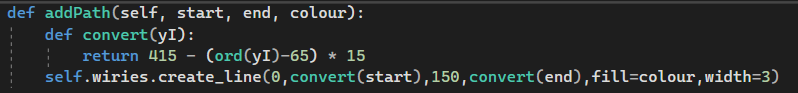 def addPath(self, start, end, colour):
    def convert(yI):
        return 415 - (ord(yI)-65) * 15
    self.wiries.create_line(0,convert(start),150,convert(end),fill=colour,width=3)